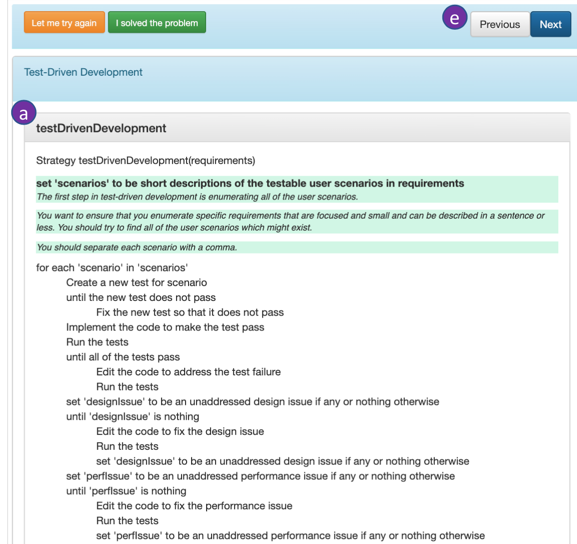 Let me try again
I solved the problem
e
Previous
Next
Test-Driven Development
a
testDrivenDevelopment
Strategy testDrivenDevelopment(requirements)
set 'scenarios' to be short descriptions of the testable user scenarios in requirements
The first step in test-driven development is enumerating all of the user scenarios.
You want to ensure that you enumerate specific requirements that are focused and small and can be described in a sentence or
less. You should try to find all of the user scenarios which might exist.
You should separate each scenario with a comma.
for each 'scenario' in 'scenarios'
Create a new test for scenario
until the new test does not pass
Fix the new test so that it does not pass
Implement the code to make the test pass
Run the tests
until all of the tests pass
Edit the code to address the test failure
Run the tests
set 'designIssue' to be an unaddressed design issue if any or nothing otherwise
until 'designIssue' is nothing
Edit the code to fix the design issue
Run the tests
set 'designIssue' to be an unaddressed design issue if any or nothing otherwise
set 'perfIssue' to be an unaddressed performance issue if any or nothing otherwise
until 'perfIssue' is nothing
Edit the code to fix the performance issue
Run the tests
set 'perfIssue' to be an unaddressed performance issue if any or nothing otherwise